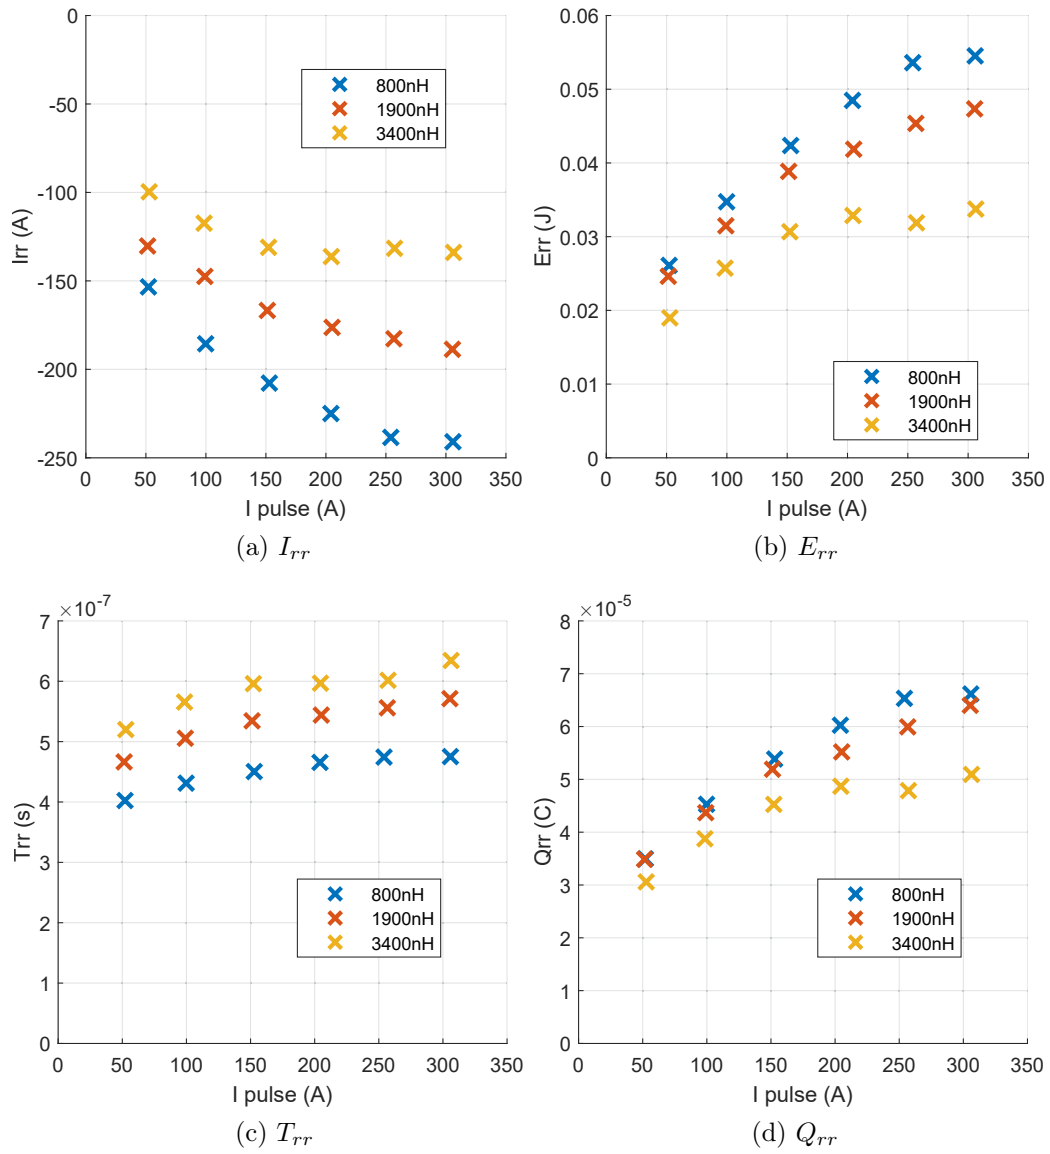 0
-50
-100
-150
-200
-250
0 50 100 150 200 250 300 350
Irr (A)
I pulse (A)
800nH
1900nH
3400nH
(a) I_rr
0.06
0.05
0.04
0.03
0.02
0.01
0
0 50 100 150 200 250 300 350
Err (J)
I pulse (A)
800nH
1900nH
3400nH
(b) E_rr
×10^-7
7
6
5
4
3
2
1
0
0 50 100 150 200 250 300 350
Trr (s)
I pulse (A)
800nH
1900nH
3400nH
(c) T_rr
×10^-5
8
7
6
5
4
3
2
1
0
0 50 100 150 200 250 300 350
Qrr (C)
I pulse (A)
800nH
1900nH
3400nH
(d) Q_rr